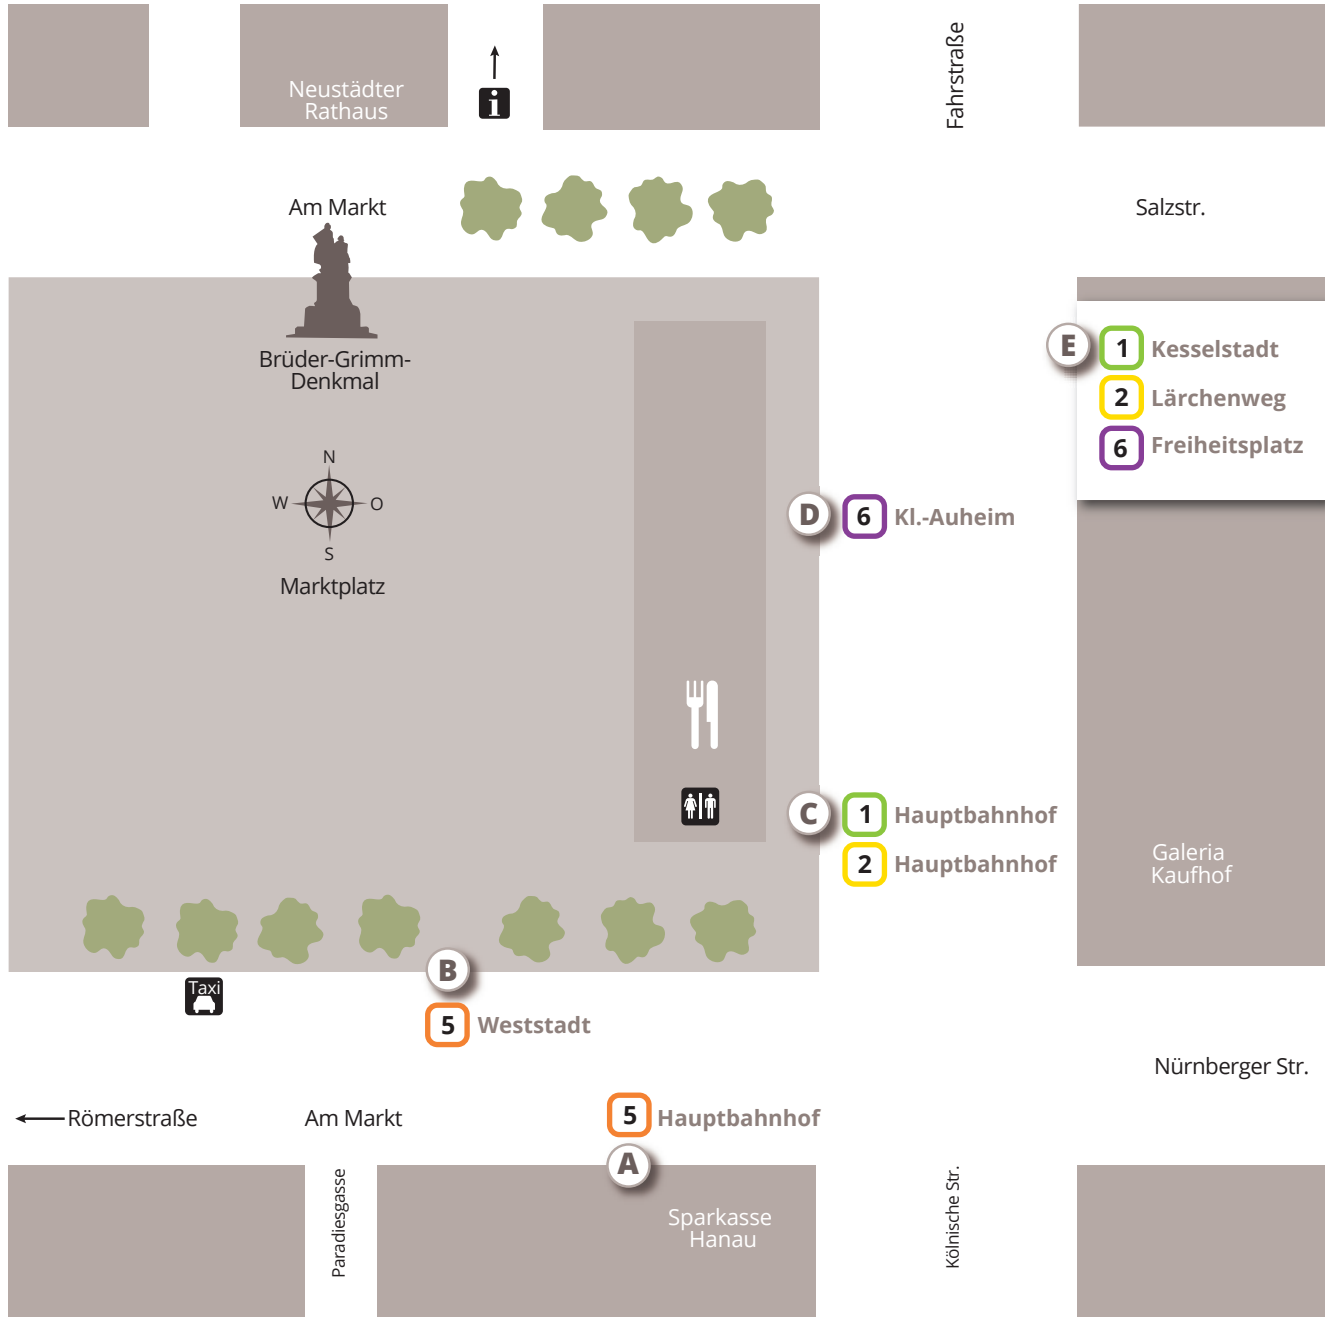 Neustädter
Rathaus
i
Fahrstraße
Am Markt
Salzstr.
Brüder-Grimm-
Denkmal
E
1 Kesselstadt
2 Lärchenweg
6 Freiheitsplatz
N
W O
S
Marktplatz
D 6 Kl.-Auheim
C 1 Hauptbahnhof
2 Hauptbahnhof
Galeria
Kaufhof
B
Taxi
5 Weststadt
Nürnberger Str.
Römerstraße
Am Markt
5 Hauptbahnhof
A
Paradiesgasse
Sparkasse
Hanau
Kölnische Str.